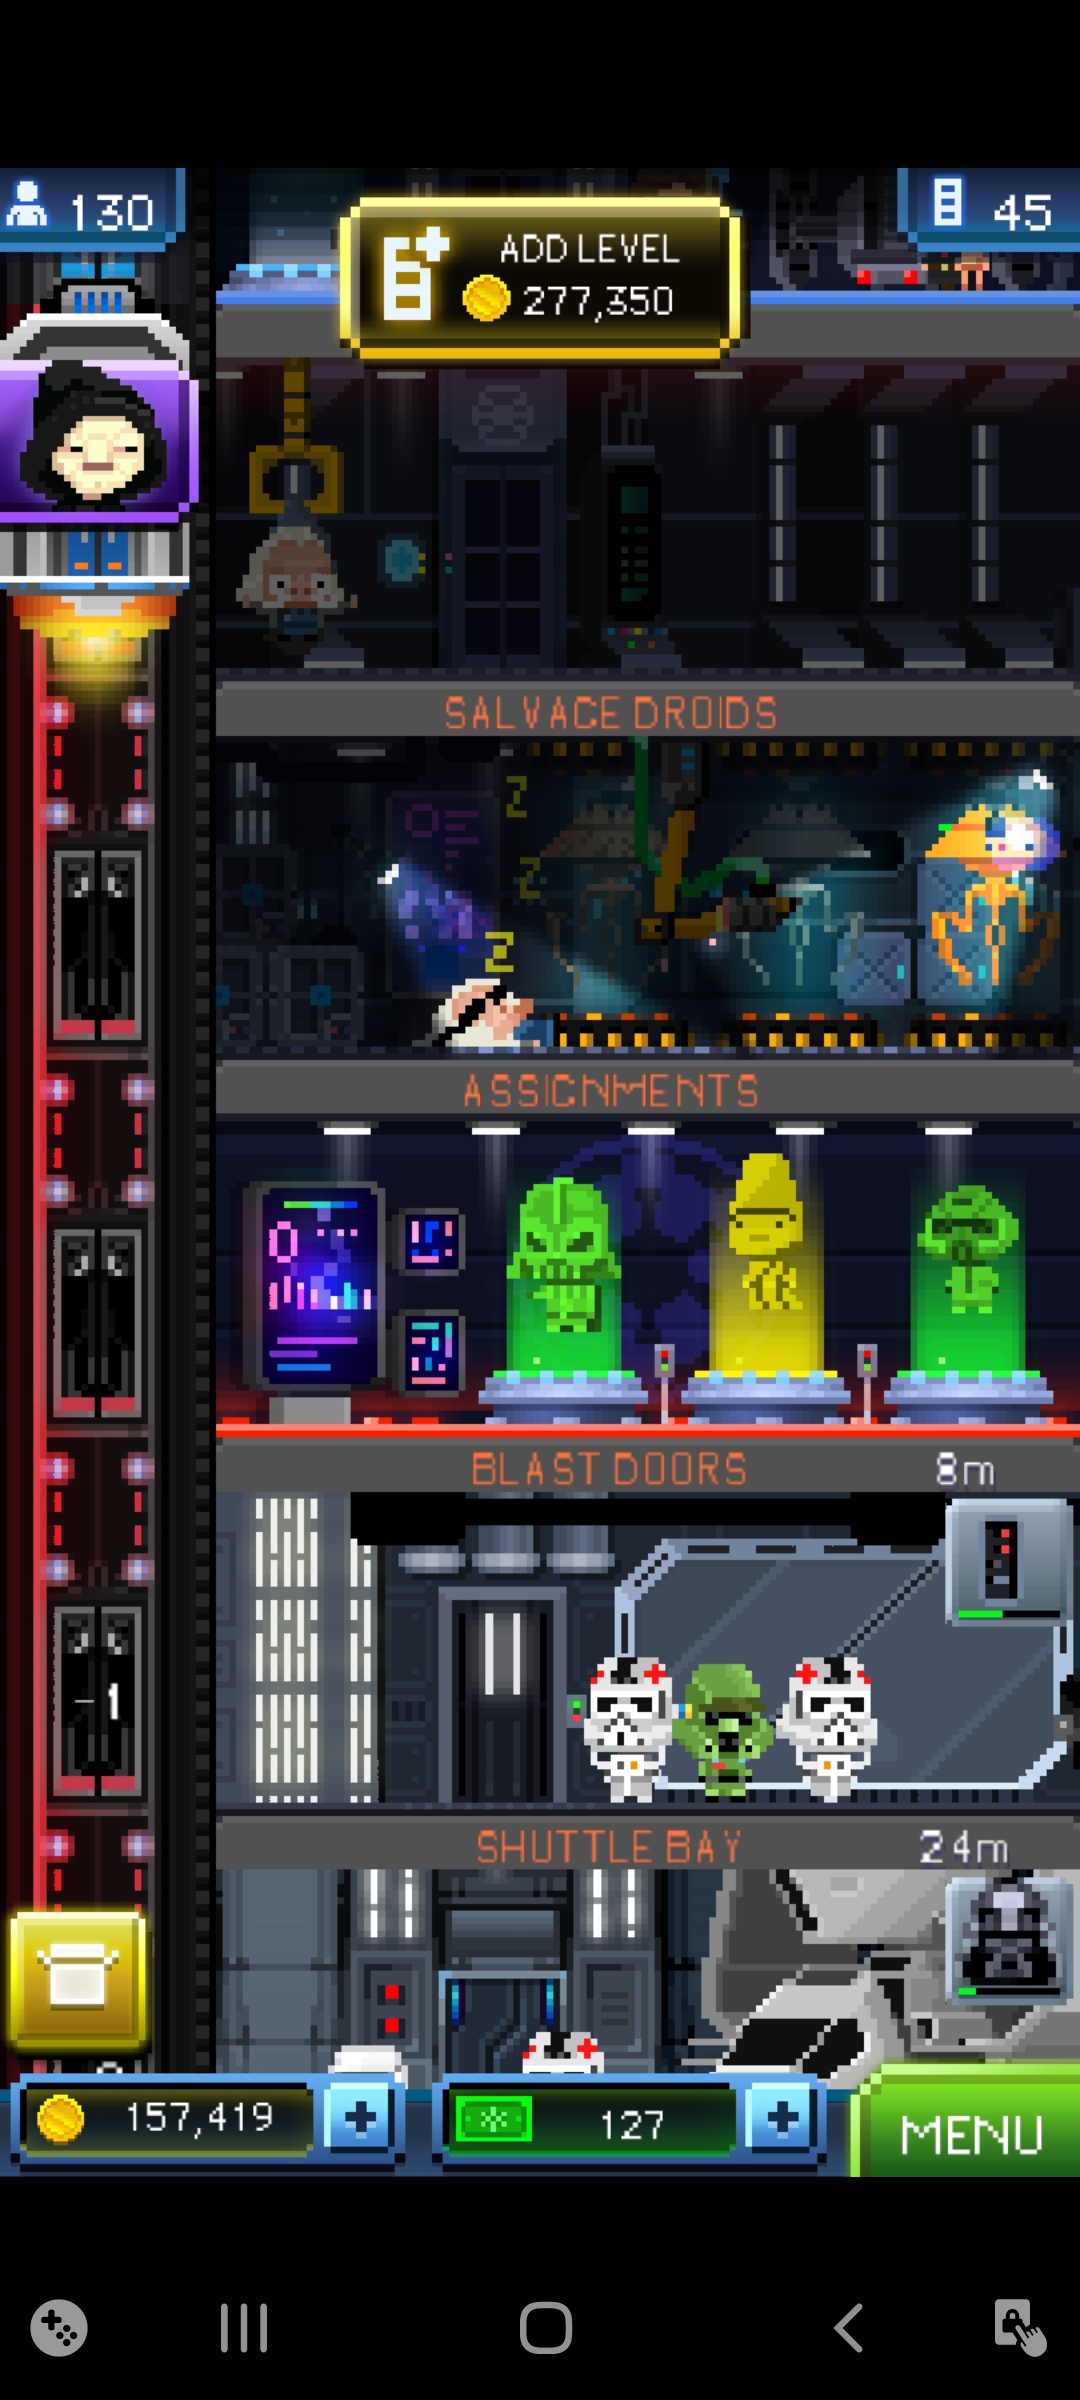 130
45
ADD LEVEL
277,350
SALVAGE DROIDS
Z
Z
Z
ASSIGNMENTS
BLAST DOORS 8m
-1
SHUTTLE BAY 24m
157,419
127
MENU